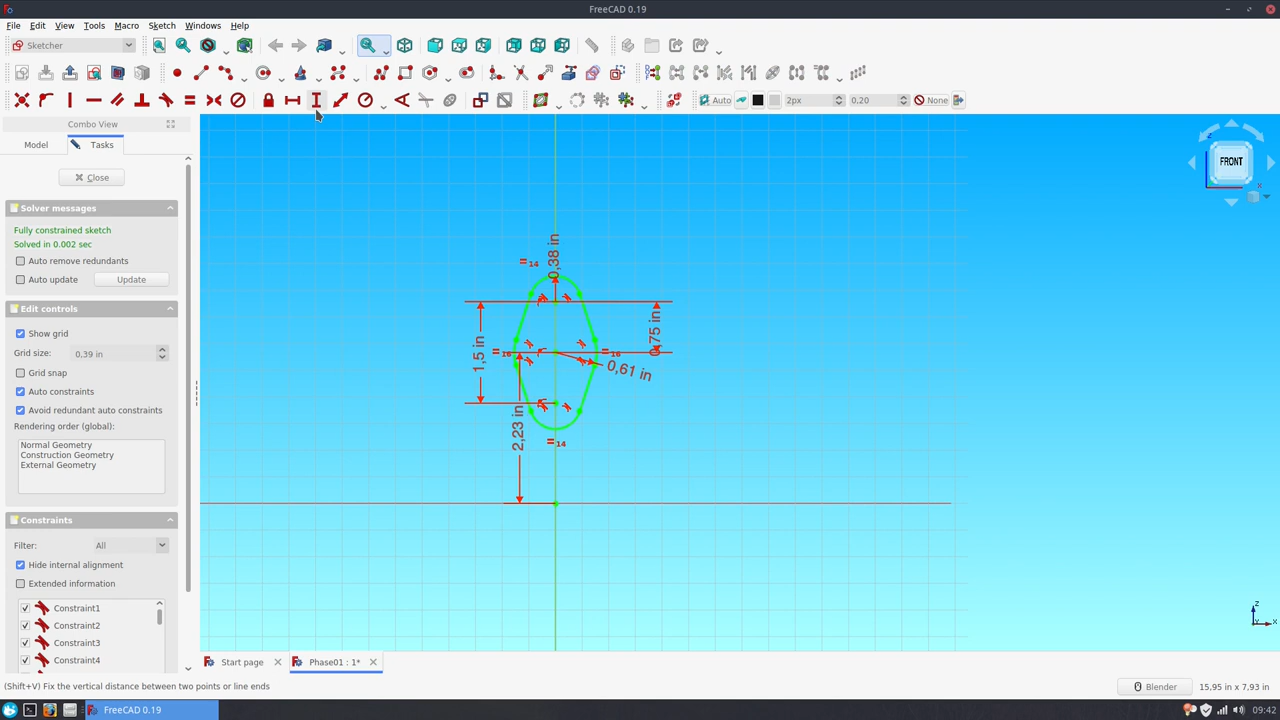 FreeCAD 0.19
File Edit View Tools Macro Sketch Windows Help
Sketcher
Auto 2px 0.20 None
Combo View
Model Tasks
Close
Solver messages
Fully constrained sketch
Solved in 0.002 sec
Auto remove redundants
Auto update Update
Edit controls
Show grid
Grid size: 0,39 in
Grid snap
Auto constraints
Avoid redundant auto constraints
Rendering order (global):
Normal Geometry
Construction Geometry
External Geometry
Constraints
Filter: All
Hide internal alignment
Extended information
Constraint1
Constraint2
Constraint3
Constraint4
0,38 in
14
0,75 in
1,5 in
16
16
0,61 in
2,23 in
14
FRONT
z
x
z
x
Start page Phase01 : 1*
(Shift+V) Fix the vertical distance between two points or line ends
Blender 15,95 in x 7,93 in
FreeCAD 0.19 09:42